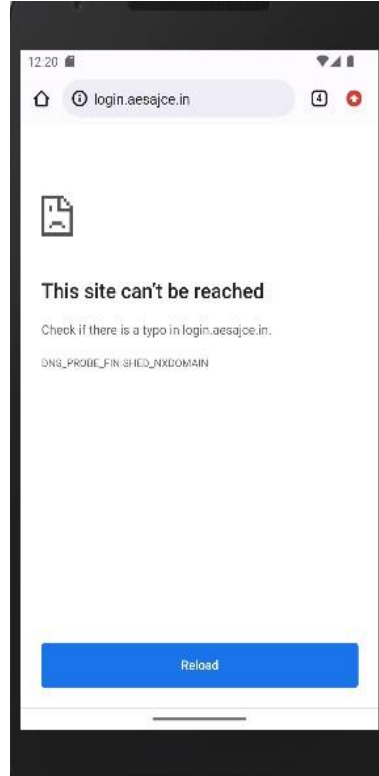 12:20
login.aesajce.in
4
This site can't be reached
Check if there is a typo in login.aesajce.in.
DNS_PROBE_FINISHED_NXDOMAIN
Reload